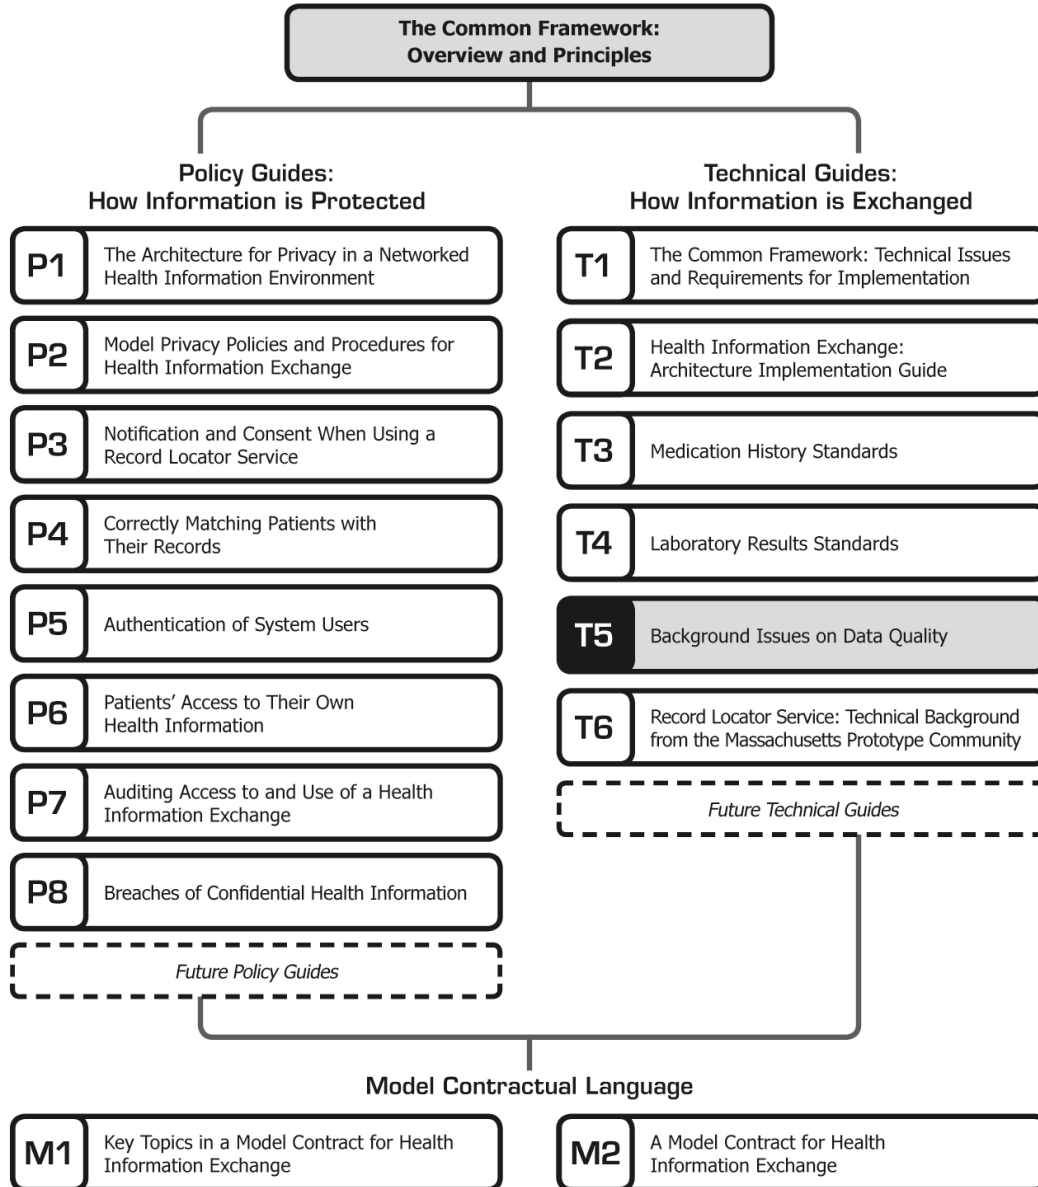 The Common Framework:
Overview and Principles
Policy Guides:
How Information is Protected
P1
The Architecture for Privacy in a Networked
Health Information Environment
P2
Model Privacy Policies and Procedures for
Health Information Exchange
P3
Notification and Consent When Using a
Record Locator Service
P4
Correctly Matching Patients with
Their Records
P5
Authentication of System Users
P6
Patients’ Access to Their Own
Health Information
P7
Auditing Access to and Use of a Health
Information Exchange
P8
Breaches of Confidential Health Information
Future Policy Guides
Technical Guides:
How Information is Exchanged
T1
The Common Framework: Technical Issues
and Requirements for Implementation
T2
Health Information Exchange:
Architecture Implementation Guide
T3
Medication History Standards
T4
Laboratory Results Standards
T5
Background Issues on Data Quality
T6
Record Locator Service: Technical Background
from the Massachusetts Prototype Community
Future Technical Guides
Model Contractual Language
M1
Key Topics in a Model Contract for Health
Information Exchange
M2
A Model Contract for Health
Information Exchange